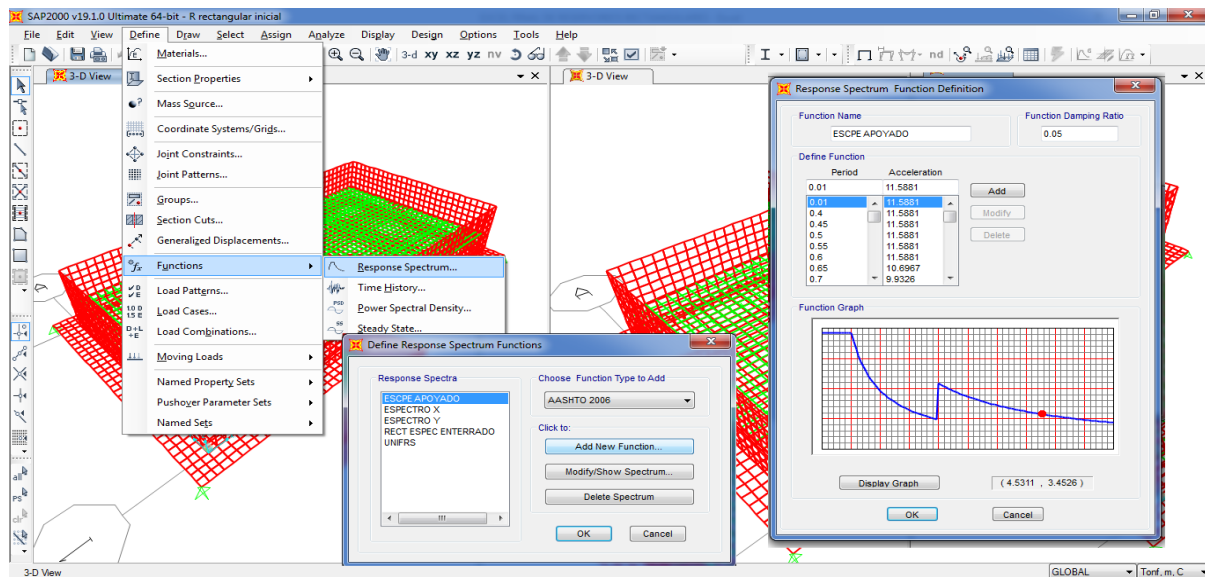 SAP2000 v19.1.0 Ultimate 64-bit - R rectangular inicial
File Edit View Define Draw Select Assign Analyze Display Design Options Tools Help
3-d xy xz yz nv
nd
3-D View
3-D View
Materials...
Section Properties
Mass Source...
Coordinate Systems/Grids...
Joint Constraints...
Joint Patterns...
Groups...
Section Cuts...
Generalized Displacements...
Functions
Load Patterns...
Load Cases...
Load Combinations...
Moving Loads
Named Property Sets
Pushover Parameter Sets
Named Sets
Response Spectrum...
Time History...
Power Spectral Density...
Steady State...
Define Response Spectrum Functions
Response Spectra
ESCPE APOYADO
ESPECTRO X
ESPECTRO Y
RECT ESPEC ENTERRADO
UNIFRS
Choose Function Type to Add
AASHTO 2006
Click to:
Add New Function...
Modify/Show Spectrum...
Delete Spectrum
OK
Cancel
Response Spectrum Function Definition
Function Name
ESCPE APOYADO
Function Damping Ratio
0.05
Define Function
Period Acceleration
0.01 11.5881
0.01 11.5881
0.4 11.5881
0.45 11.5881
0.5 11.5881
0.55 11.5881
0.6 11.5881
0.65 10.6967
0.7 9.9326
Add
Modify
Delete
Function Graph
Display Graph
( 4.5311 , 3.4526 )
OK
Cancel
all
PS
clr
3-D View
GLOBAL
Tonf, m, C